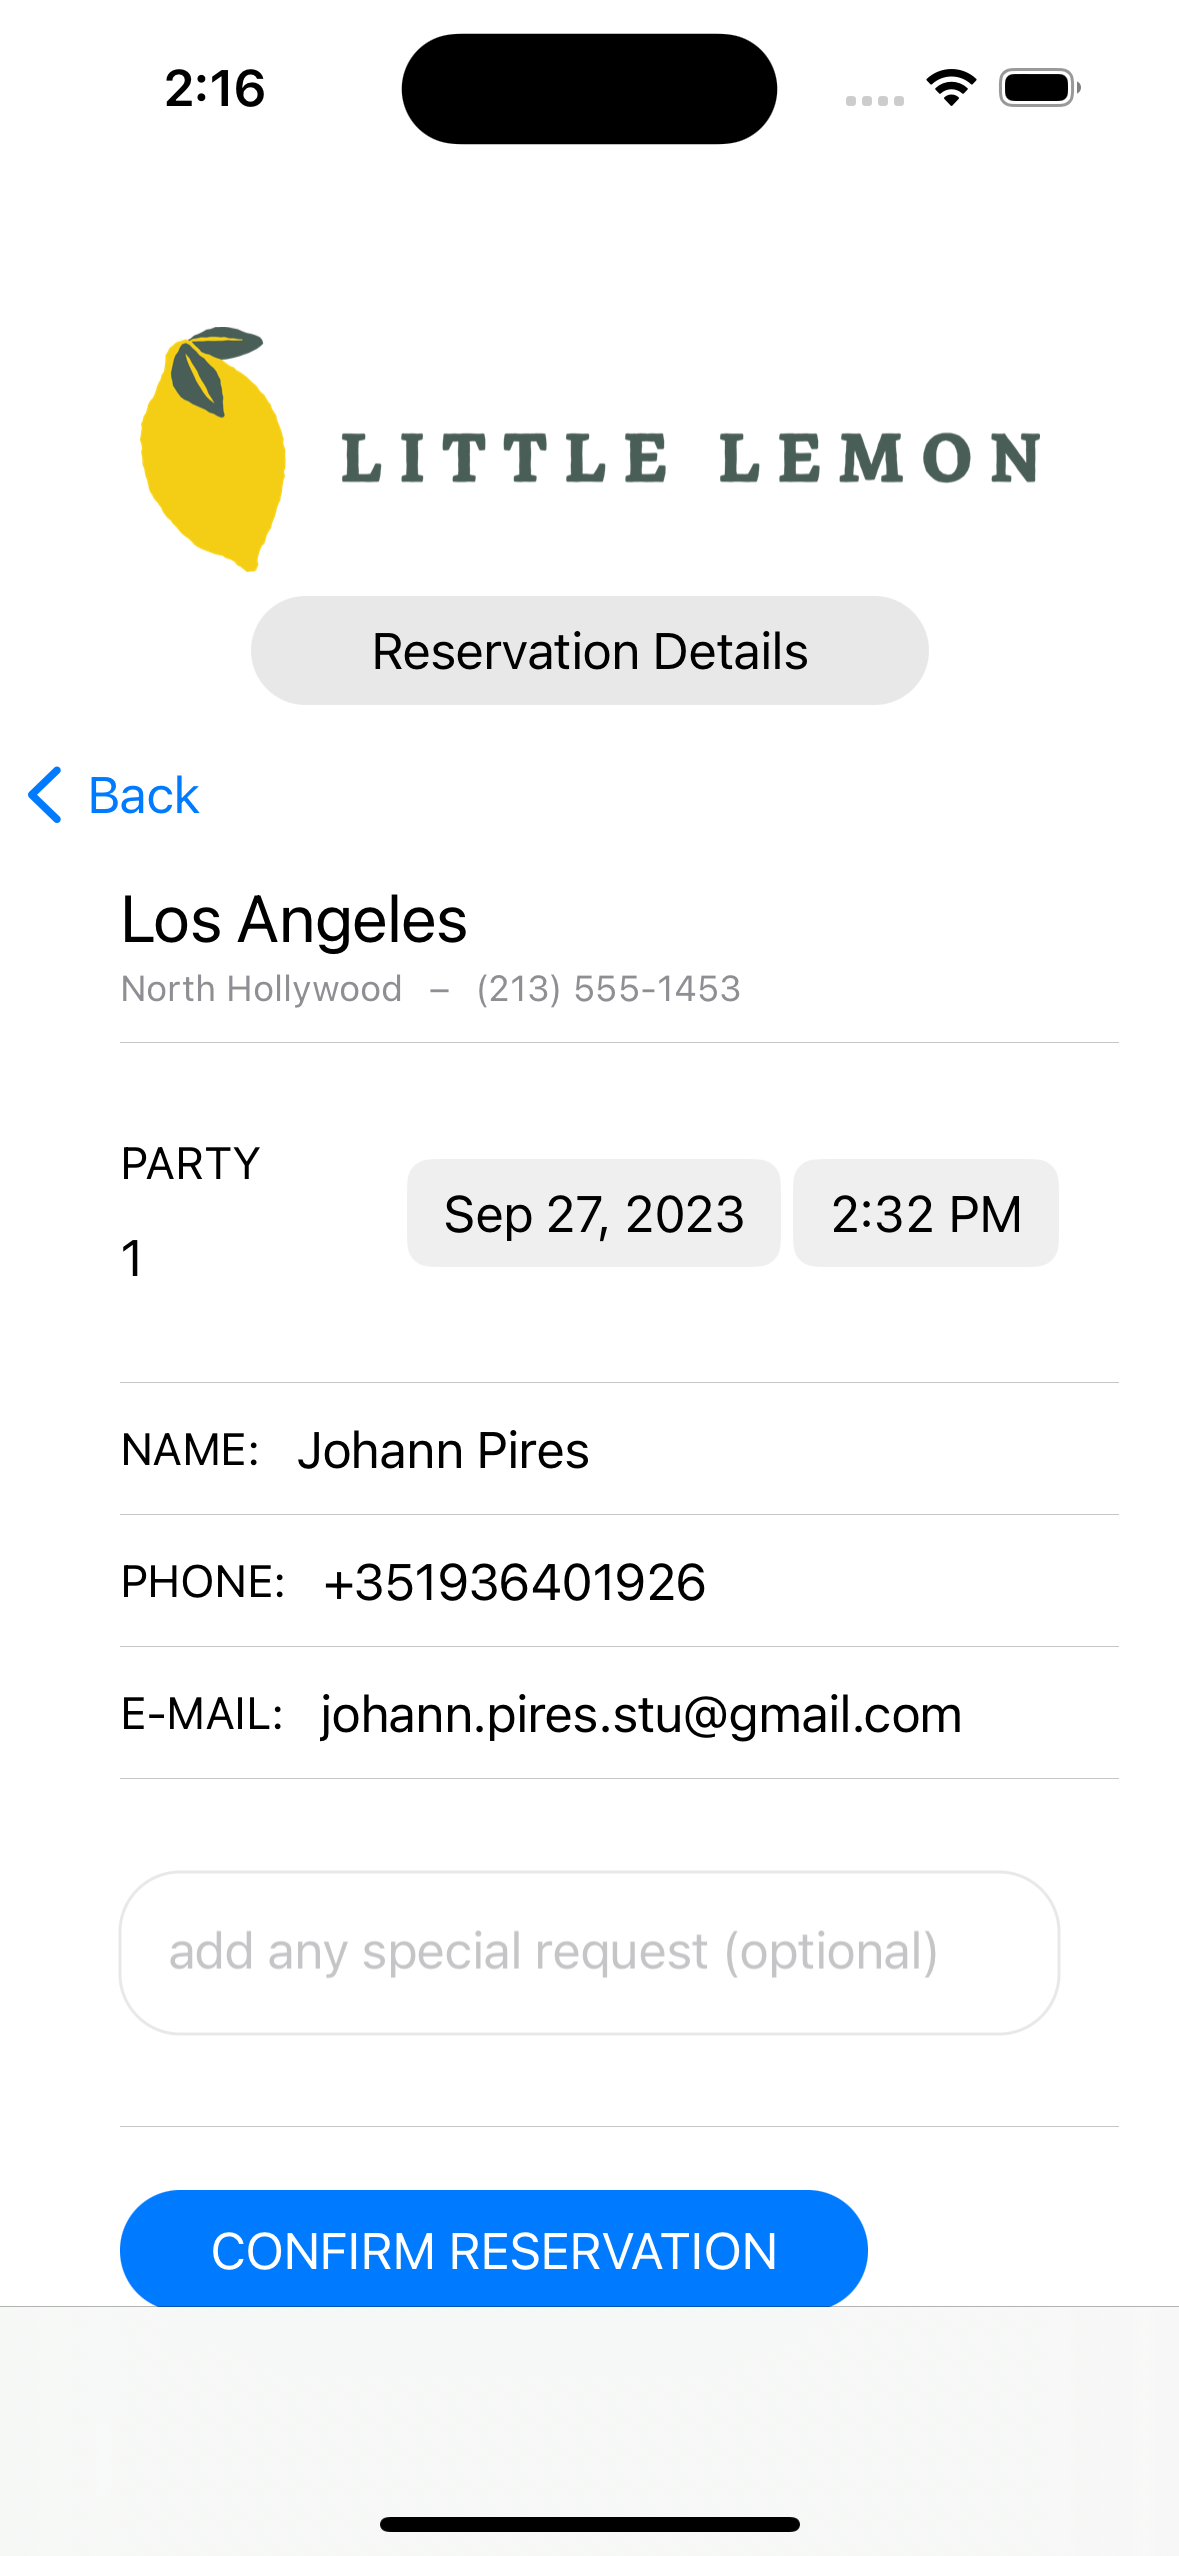 2:16
LITTLE LEMON
Reservation Details
Back
Los Angeles
North Hollywood – (213) 555-1453
PARTY
1
Sep 27, 2023 2:32 PM
NAME: Johann Pires
PHONE: +351936401926
E-MAIL: johann.pires.stu@gmail.com
add any special request (optional)
CONFIRM RESERVATION